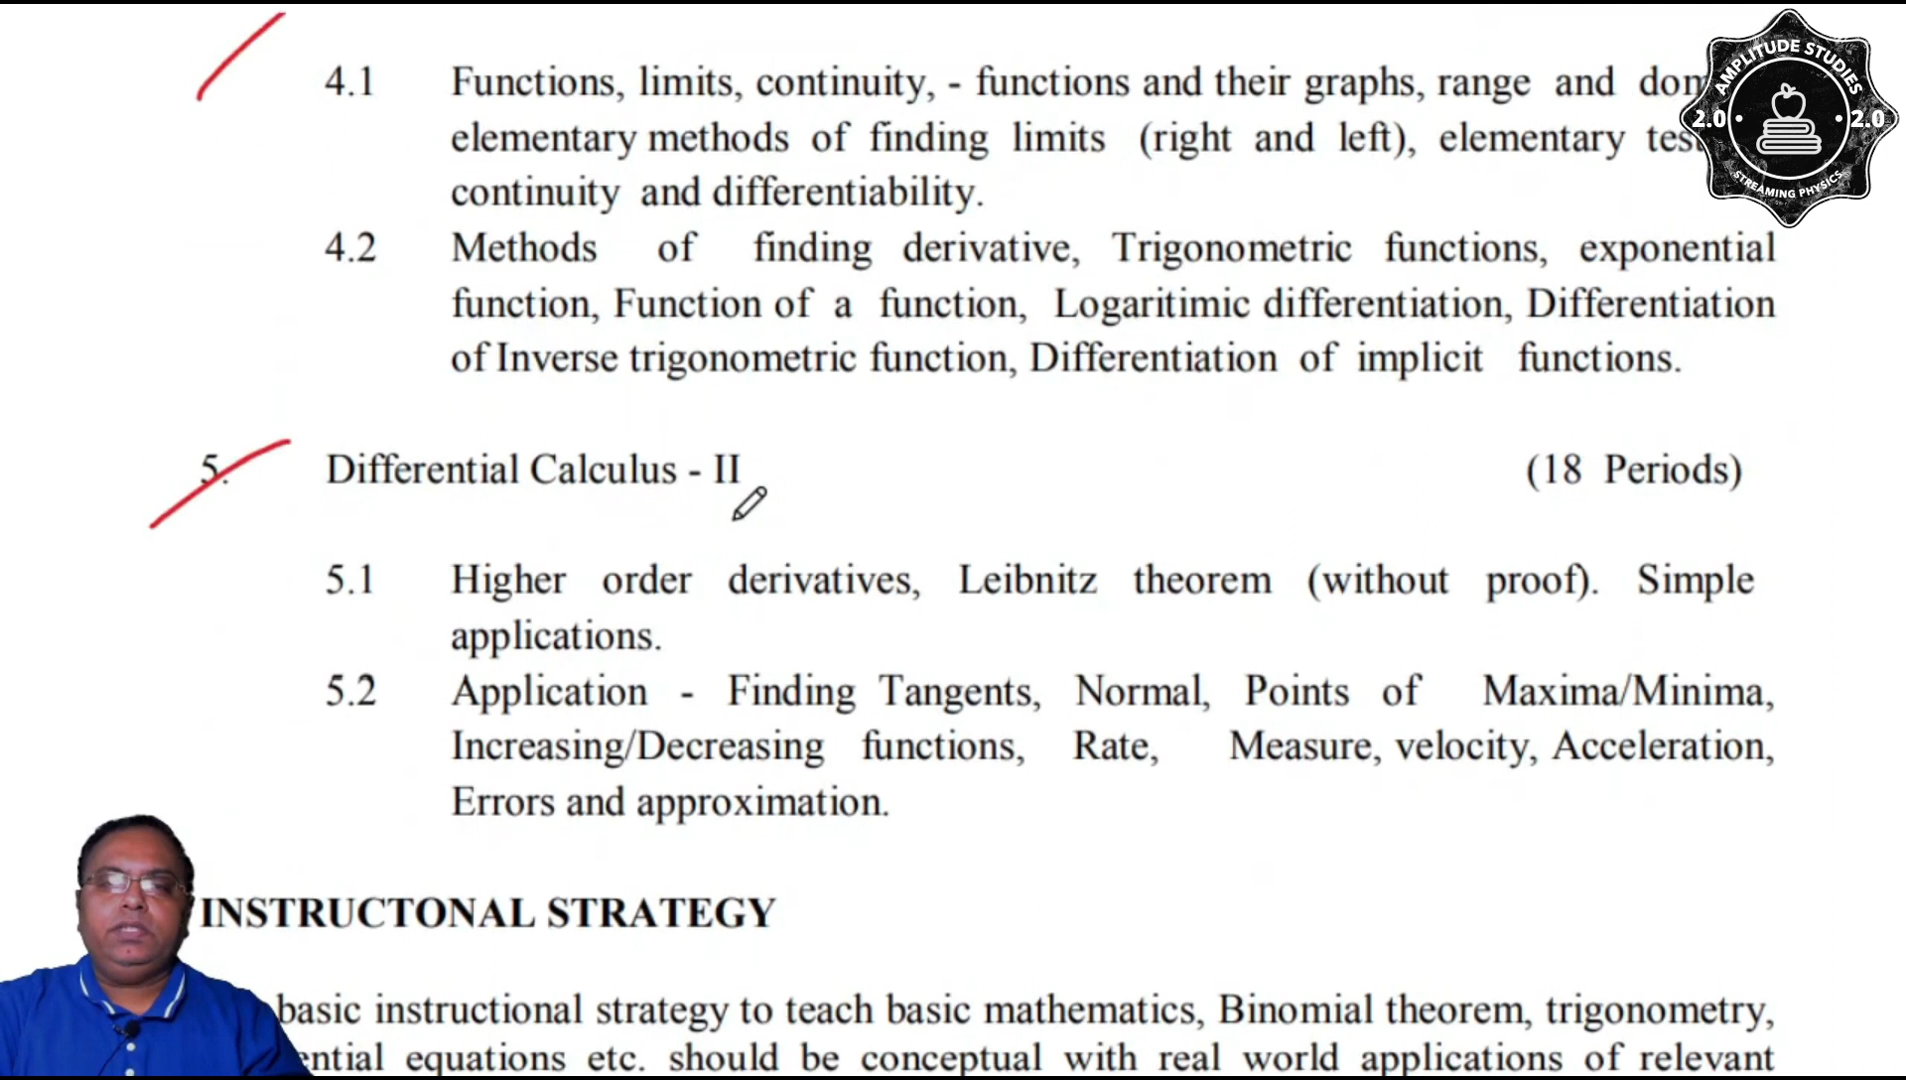 4.1 Functions, limits, continuity, - functions and their graphs, range and
elementary methods of finding limits (right and left), elementary
continuity and differentiability.
4.2 Methods of finding derivative, Trigonometric functions, exponential
function, Function of a function, Logaritimic differentiation, Differentiation
of Inverse trigonometric function, Differentiation of implicit functions.
5. Differential Calculus - II (18 Periods)
5.1 Higher order derivatives, Leibnitz theorem (without proof). Simple
applications.
5.2 Application - Finding Tangents, Normal, Points of Maxima/Minima,
Increasing/Decreasing functions, Rate, Measure, velocity, Acceleration,
Errors and approximation.
INSTRUCTONAL STRATEGY
basic instructional strategy to teach basic mathematics, Binomial theorem, trigonometry,
equations etc. should be conceptual with real world applications of relevant
AMPLITUDE STUDIES
2.0 2.0
STREAMING PHYSICS